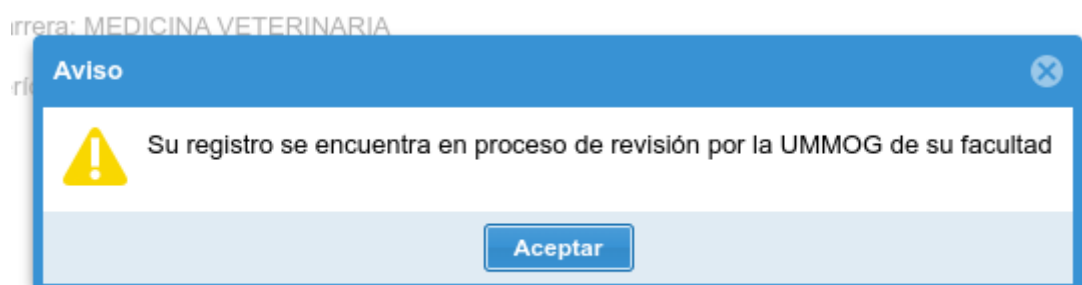 rrera: MEDICINA VETERINARIA
Aviso
Su registro se encuentra en proceso de revisión por la UMMOG de su facultad
Aceptar